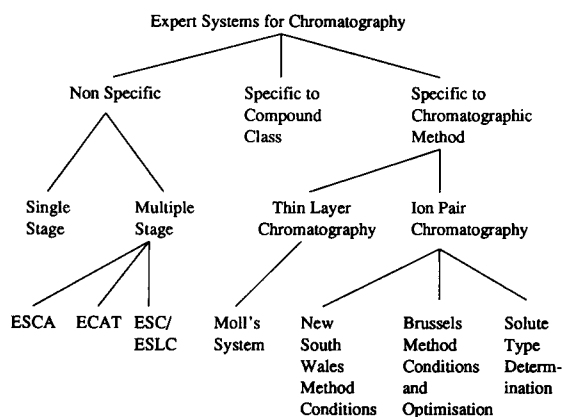 Expert Systems for Chromatography
Non Specific
Specific to
Compound
Class
Specific to
Chromatographic
Method
Single
Stage
Multiple
Stage
Thin Layer
Chromatography
Ion Pair
Chromatography
ESCA
ECAT
ESC/
ESLC
Moll's
System
New
South
Wales
Method
Conditions
Brussels
Method
Conditions
and
Optimisation
Solute
Type
Determ-
ination